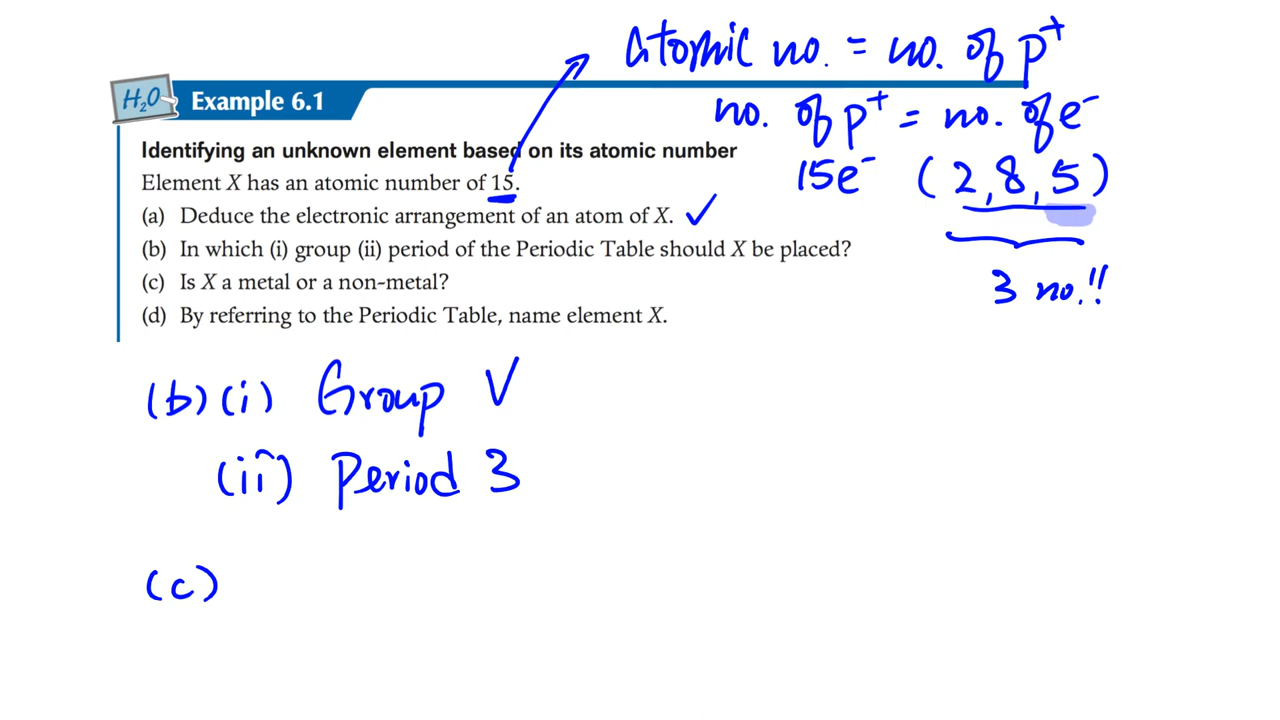 Atomic no. = no. of p⁺
H₂O Example 6.1
no. of p⁺ = no. of e⁻
Identifying an unknown element based on its atomic number
15e⁻ (2,8,5)
Element X has an atomic number of 15.
(a) Deduce the electronic arrangement of an atom of X. ✓
(b) In which (i) group (ii) period of the Periodic Table should X be placed?
(c) Is X a metal or a non-metal?
3 no.!!
(d) By referring to the Periodic Table, name element X.
(b)(i) Group V
(ii) Period 3
(c)